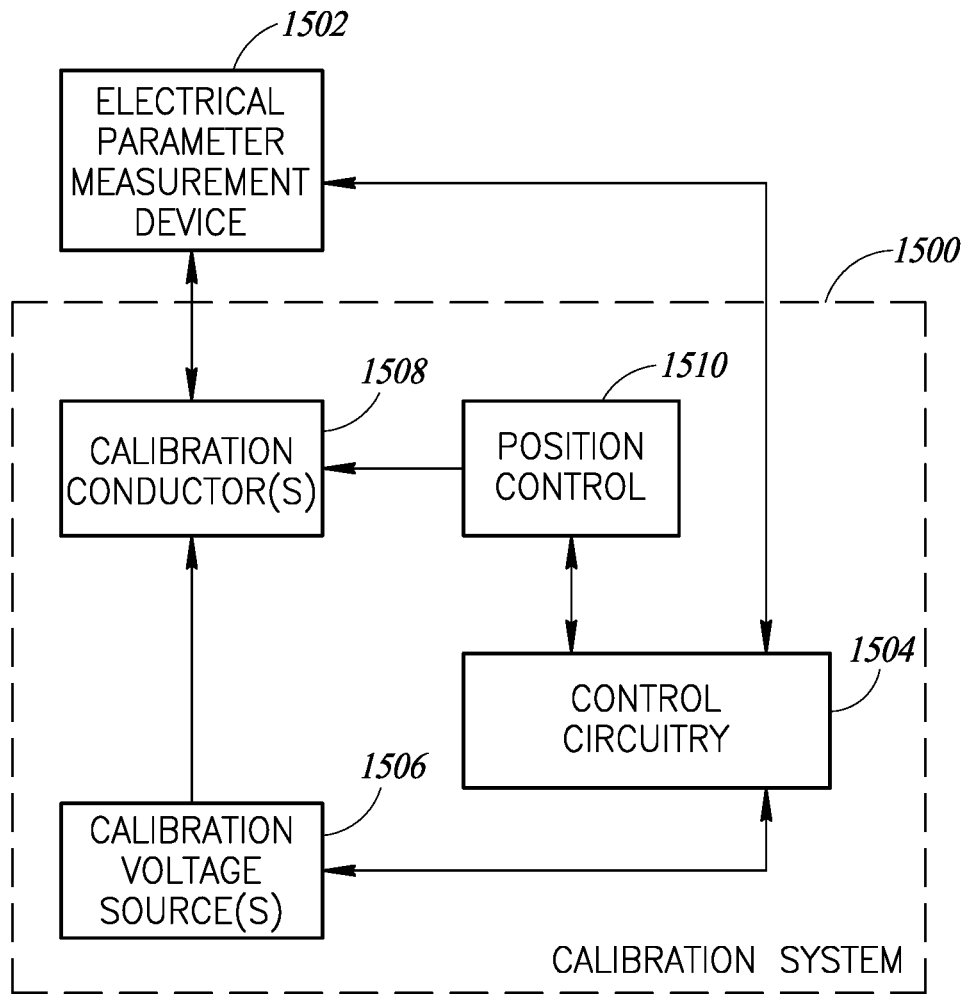 1502
ELECTRICAL
PARAMETER
MEASUREMENT
DEVICE
1500
1508
CALIBRATION
CONDUCTOR(S)
1510
POSITION
CONTROL
1504
CONTROL
CIRCUITRY
1506
CALIBRATION
VOLTAGE
SOURCE(S)
CALIBRATION SYSTEM